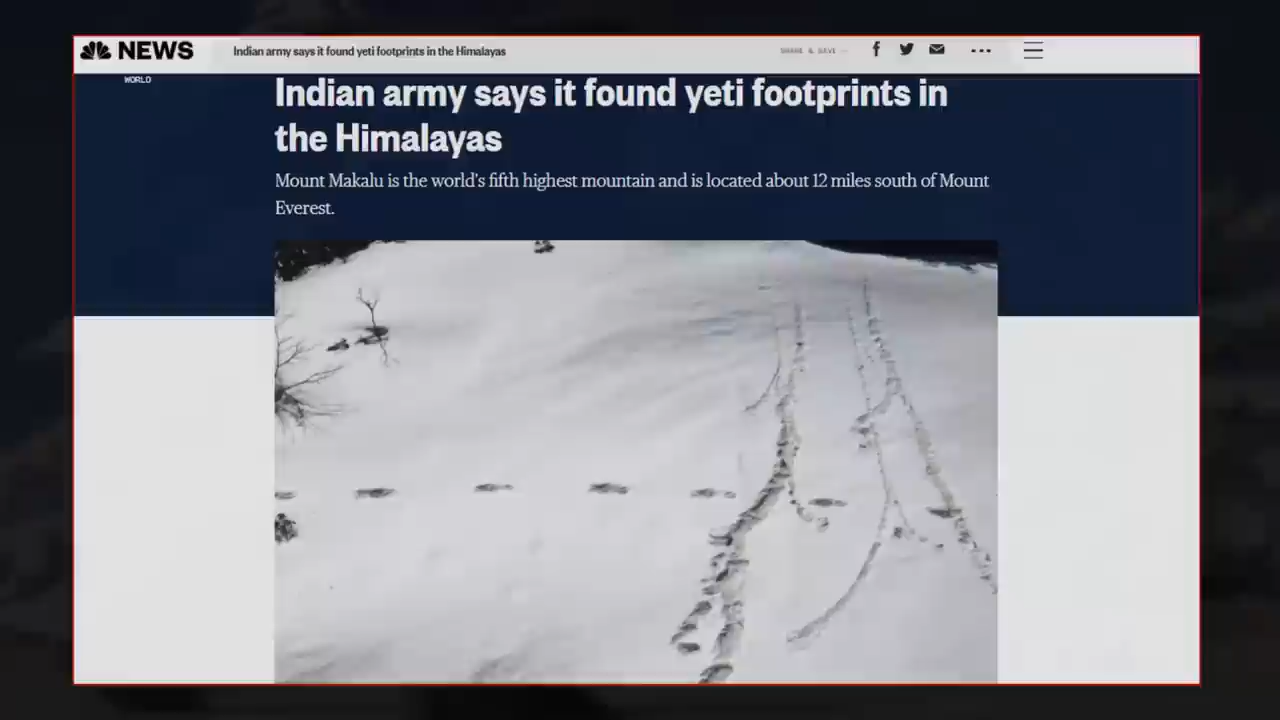 NEWS Indian army says it found yeti footprints in the Himalayas SHARE & SAVE
WORLD
Indian army says it found yeti footprints in
the Himalayas
Mount Makalu is the world's fifth highest mountain and is located about 12 miles south of Mount
Everest.